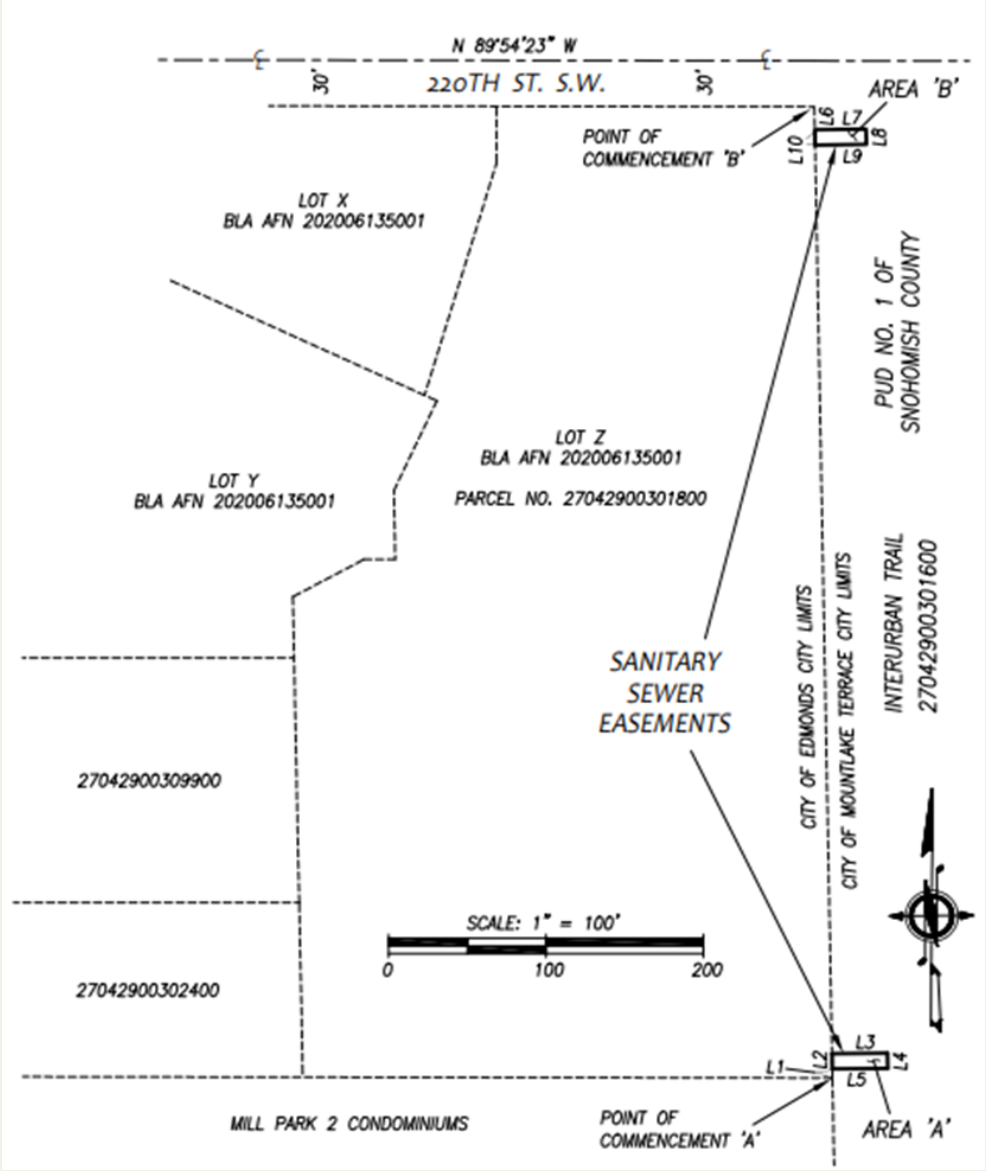 N 89°54'23" W
℄
℄
30'
220TH ST. S.W.
30'
AREA 'B'
POINT OF
COMMENCEMENT 'B'
L6
L7
L8
L10
L9
LOT X
BLA AFN 202006135001
PUD NO. 1 OF
SNOHOMISH COUNTY
LOT Z
BLA AFN 202006135001
PARCEL NO. 27042900301800
LOT Y
BLA AFN 202006135001
INTERURBAN TRAIL
27042900301600
CITY OF EDMONDS CITY LIMITS
CITY OF MOUNTLAKE TERRACE CITY LIMITS
SANITARY
SEWER
EASEMENTS
27042900309900
SCALE: 1" = 100'
0
100
200
27042900302400
L1
L2
L3
L4
L5
MILL PARK 2 CONDOMINIUMS
POINT OF
COMMENCEMENT 'A'
AREA 'A'